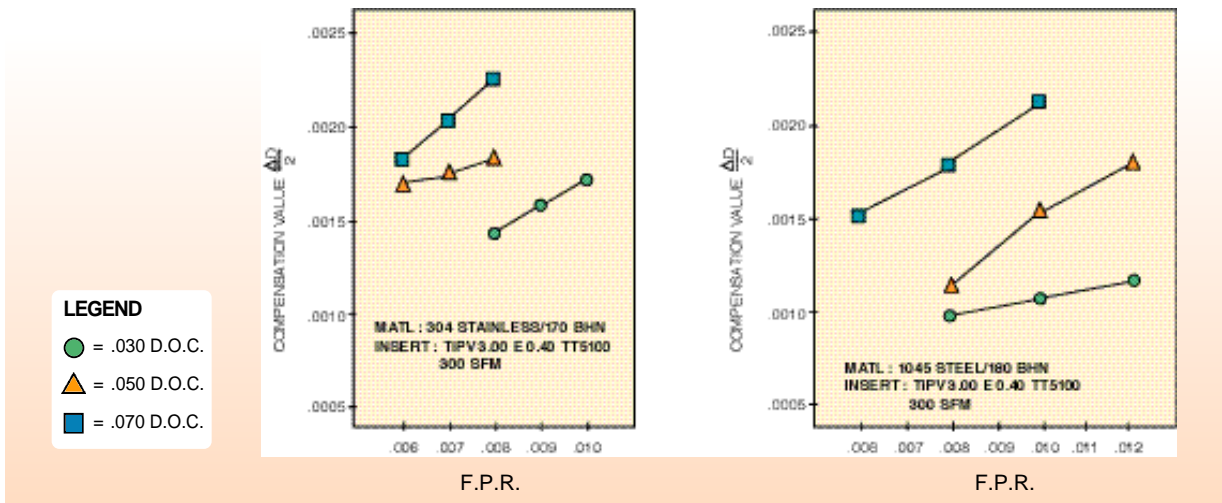 LEGEND
= .030 D.O.C.
= .050 D.O.C.
= .070 D.O.C.
COMPENSATION VALUE ΔD/2
.0025
.0020
.0015
.0010
.0005
MATL : 304 STAINLESS/170 BHN
INSERT : TIPV3.00 E 0.40 TT5100
300 SFM
.006 .007 .008 .009 .010
F.P.R.
COMPENSATION VALUE ΔD/2
.0025
.0020
.0015
.0010
.0005
MATL : 1045 STEEL/180 BHN
INSERT : TIPV3.00 E 0.40 TT5100
300 SFM
.006 .007 .008 .009 .010 .011 .012
F.P.R.